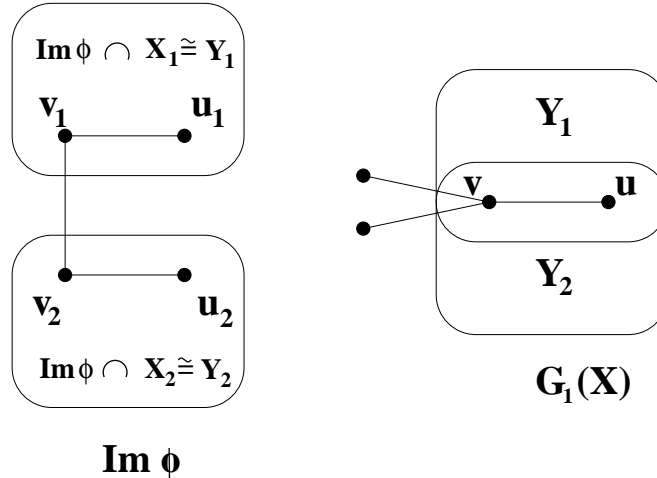 Im ϕ ∩ X₁ ≅ Y₁
v₁ u₁
v₂ u₂
Im ϕ ∩ X₂ ≅ Y₂
Im ϕ
Y₁
v u
Y₂
G₁(X)